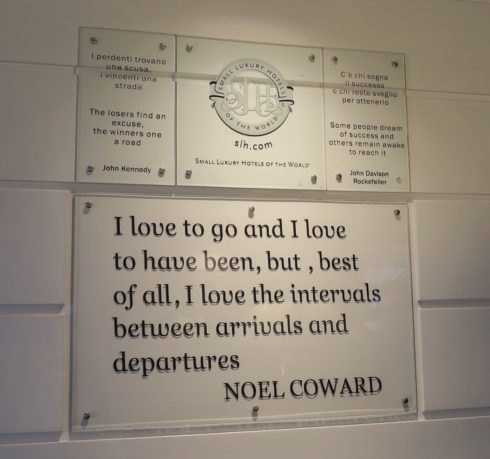 I perdenti trovano
una scusa,
i vincenti una
strada
The losers find an
excuse,
the winners one
a road
John Kennedy
SMALL LUXURY HOTELS
SLH
OF THE WORLD
slh.com
SMALL LUXURY HOTELS OF THE WORLD
C'è chi sogna
il successo
e chi resta sveglio
per ottenerlo
Some people dream
of success and
others remain awake
to reach it
John Davison
Rockefeller
I love to go and I love
to have been, but , best
of all, I love the intervals
between arrivals and
departures
NOEL COWARD